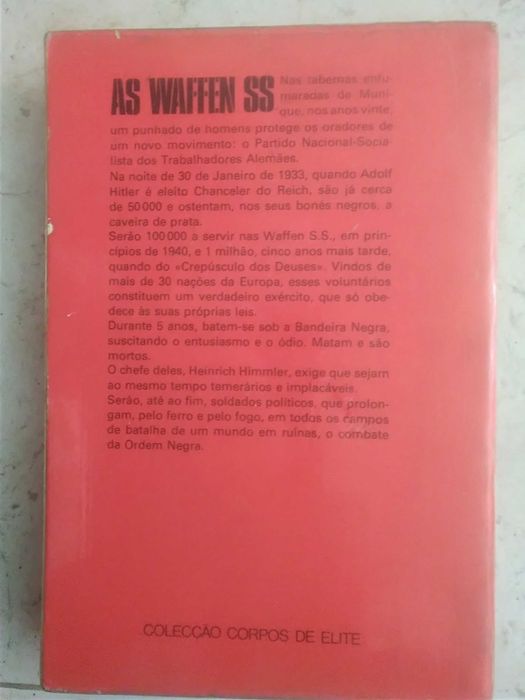 AS WAFFEN SS Nas tabernas enfu-
maradas de Muni-
que, nos anos vinte,
um punhado de homens protege os oradores de
um novo movimento: o Partido Nacional-Socia-
lista dos Trabalhadores Alemães.
Na noite de 30 de Janeiro de 1933, quando Adolf
Hitler é eleito Chanceler do Reich, são já cerca
de 50 000 e ostentam, nos seus bonés negros, a
caveira de prata.
Serão 100 000 a servir nas Waffen S.S., em prin-
cípios de 1940, e 1 milhão, cinco anos mais tarde,
quando do «Crepúsculo dos Deuses». Vindos de
mais de 30 nações da Europa, esses voluntários
constituem um verdadeiro exército, que só obe-
dece às suas próprias leis.
Durante 5 anos, batem-se sob a Bandeira Negra,
suscitando o entusiasmo e o ódio. Matam e são
mortos.
O chefe deles, Heinrich Himmler, exige que sejam
ao mesmo tempo temerários e implacáveis.
Serão, até ao fim, soldados políticos, que prolon-
gam, pelo ferro e pelo fogo, em todos os campos
de batalha de um mundo em ruínas, o combate
da Ordem Negra.
COLECÇÃO CORPOS DE ELITE